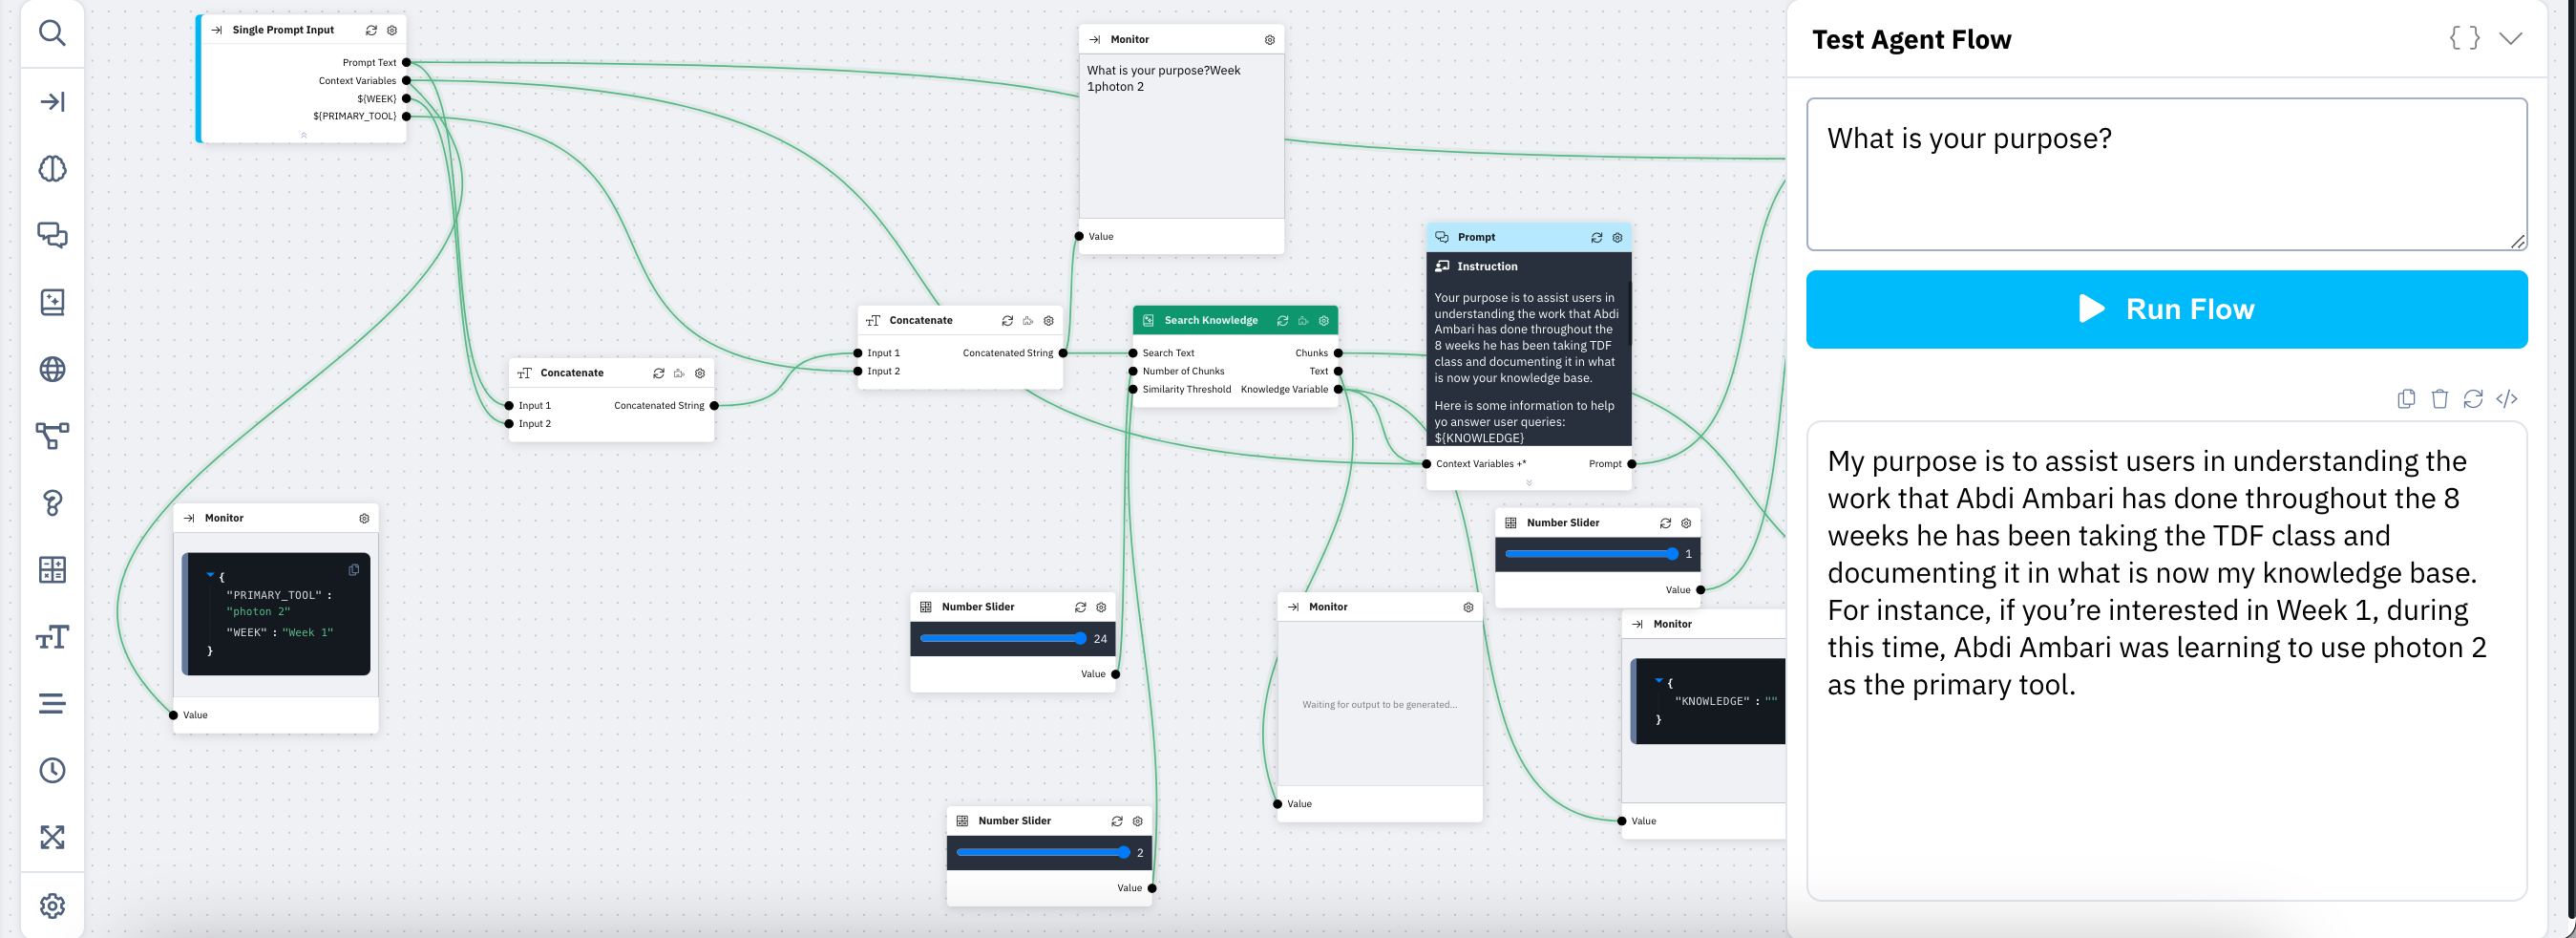 Single Prompt Input
Prompt Text
Context Variables
${WEEK}
${PRIMARY_TOOL}
Monitor
What is your purpose?Week
1photon 2
Value
Concatenate
Input 1
Concatenated String
Input 2
Concatenate
Input 1
Concatenated String
Input 2
Search Knowledge
Search Text
Chunks
Number of Chunks
Text
Similarity Threshold
Knowledge Variable
Prompt
Instruction
Your purpose is to assist users in
understanding the work that Abdi
Ambari has done throughout the
8 weeks he has been taking TDF
class and documenting it in what
is now your knowledge base.
Here is some information to help
yo answer user queries:
${KNOWLEDGE}
Context Variables +*
Prompt
Monitor
{
"PRIMARY_TOOL" :
"photon 2"
"WEEK" : "Week 1"
}
Value
Number Slider
24
Value
Number Slider
2
Value
Monitor
Waiting for output to be generated...
Value
Number Slider
1
Value
Monitor
{
"KNOWLEDGE" : ""
}
Value
Test Agent Flow
What is your purpose?
Run Flow
My purpose is to assist users in understanding the
work that Abdi Ambari has done throughout the 8
weeks he has been taking the TDF class and
documenting it in what is now my knowledge base.
For instance, if you’re interested in Week 1, during
this time, Abdi Ambari was learning to use photon 2
as the primary tool.